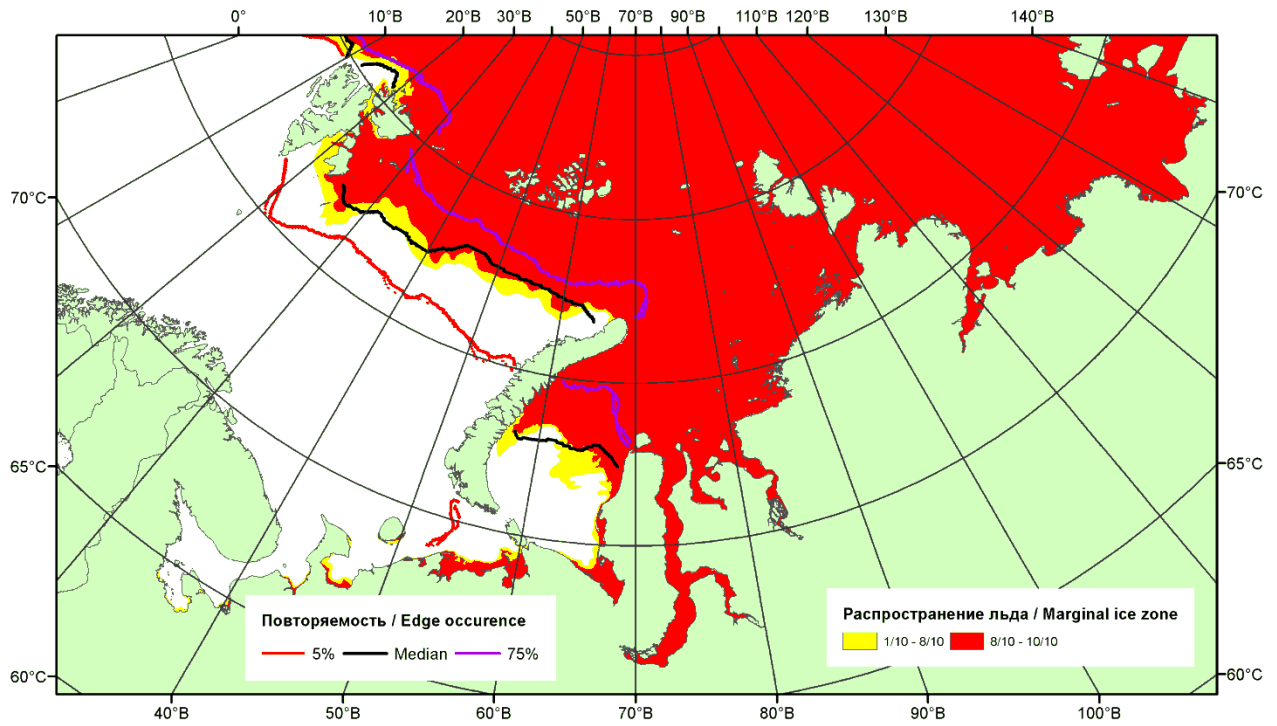 0° 10°В 20°В 30°В 50°В 70°В 90°В 110°В 120°В 130°В 140°В
70°С 70°С
65°С 65°С
Повторяемость / Edge occurence
5% Median 75%
Распространение льда / Marginal ice zone
1/10 - 8/10 8/10 - 10/10
60°С 60°С
40°В 50°В 60°В 70°В 80°В 90°В 100°В